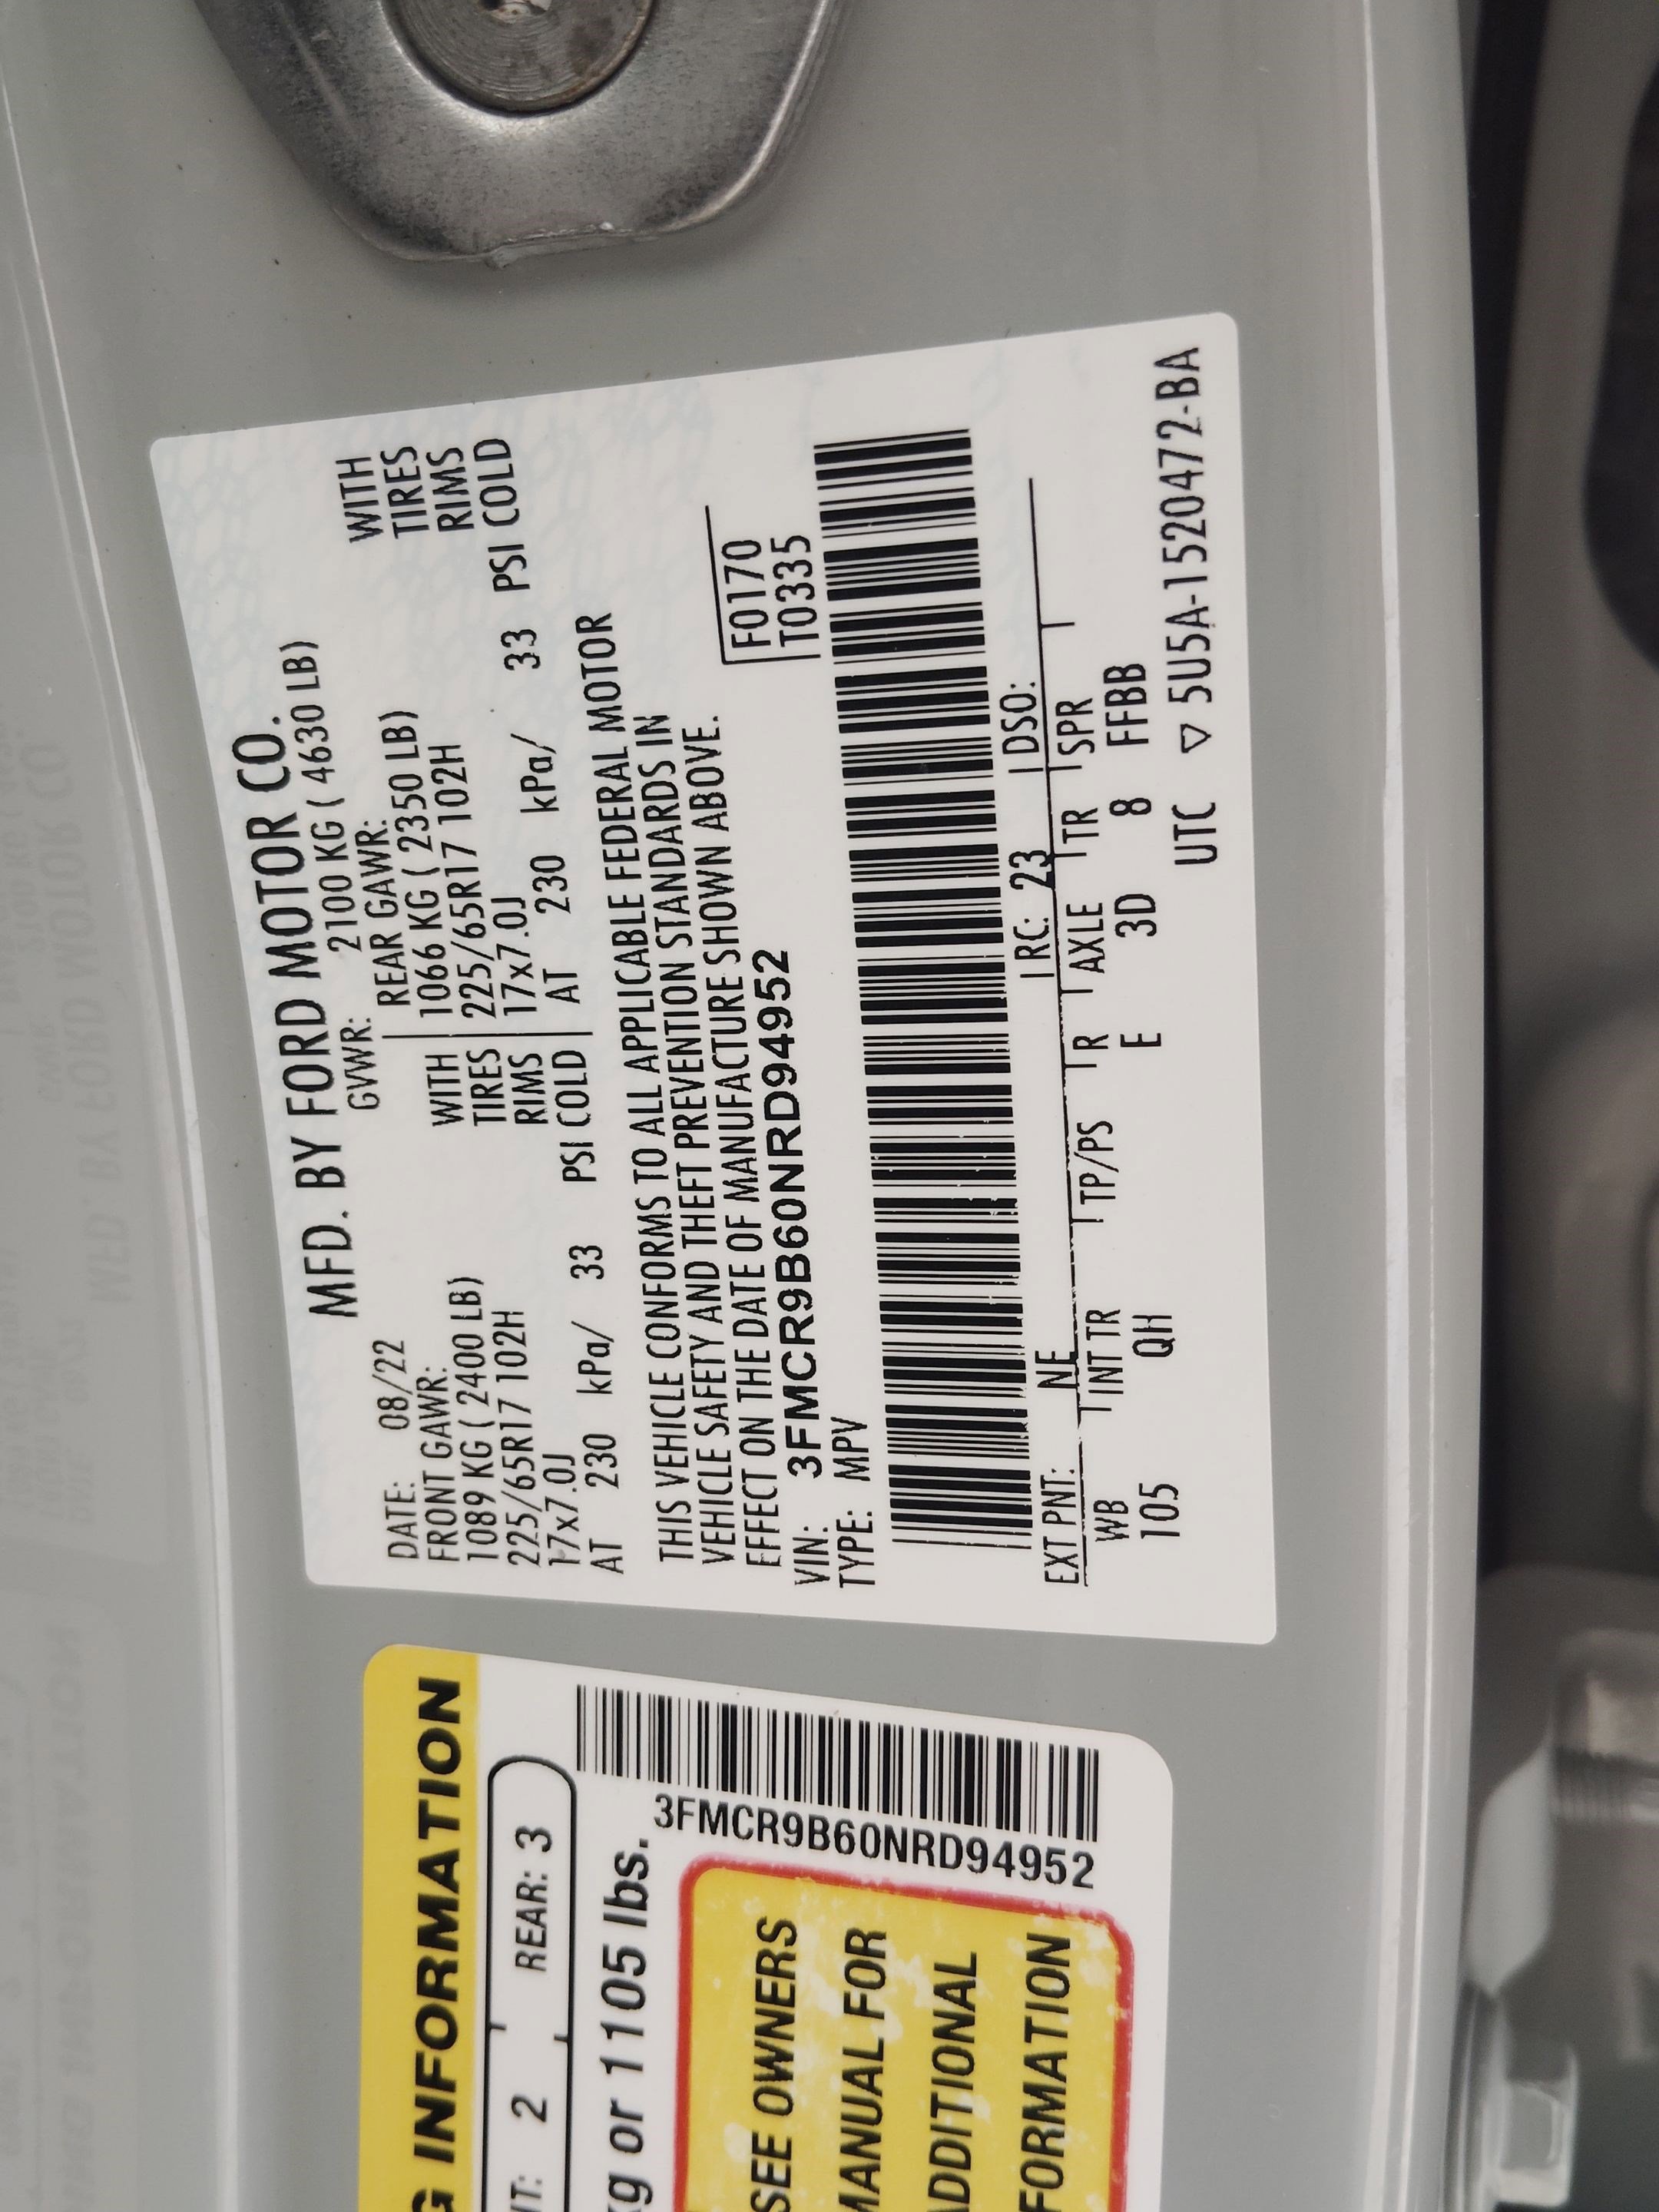 MFD. BY FORD MOTOR CO.
DATE: 08/22 GVWR: 2100 KG ( 4630 LB)
FRONT GAWR: REAR GAWR:
1089 KG ( 2400 LB) WITH 1066 KG ( 2350 LB) WITH
225/65R17 102H TIRES 225/65R17 102H TIRES
17x7.0J RIMS 17x7.0J RIMS
AT 230 kPa/ 33 PSI COLD AT 230 kPa/ 33 PSI COLD
THIS VEHICLE CONFORMS TO ALL APPLICABLE FEDERAL MOTOR
VEHICLE SAFETY AND THEFT PREVENTION STANDARDS IN
EFFECT ON THE DATE OF MANUFACTURE SHOWN ABOVE.
VIN: 3FMCR9B60NRD94952 F0170
TYPE: MPV T0335
EXT PNT: NE RC: 23 DSO:
WB INT TR TP/PS R AXLE TR SPR
105 QH E 3D 8 FFBB
UTC ▽ 5U5A-1520472-BA
G INFORMATION
NT: 2 REAR: 3
kg or 1105 lbs.
3FMCR9B60NRD94952
SEE OWNERS
MANUAL FOR
ADDITIONAL
INFORMATION